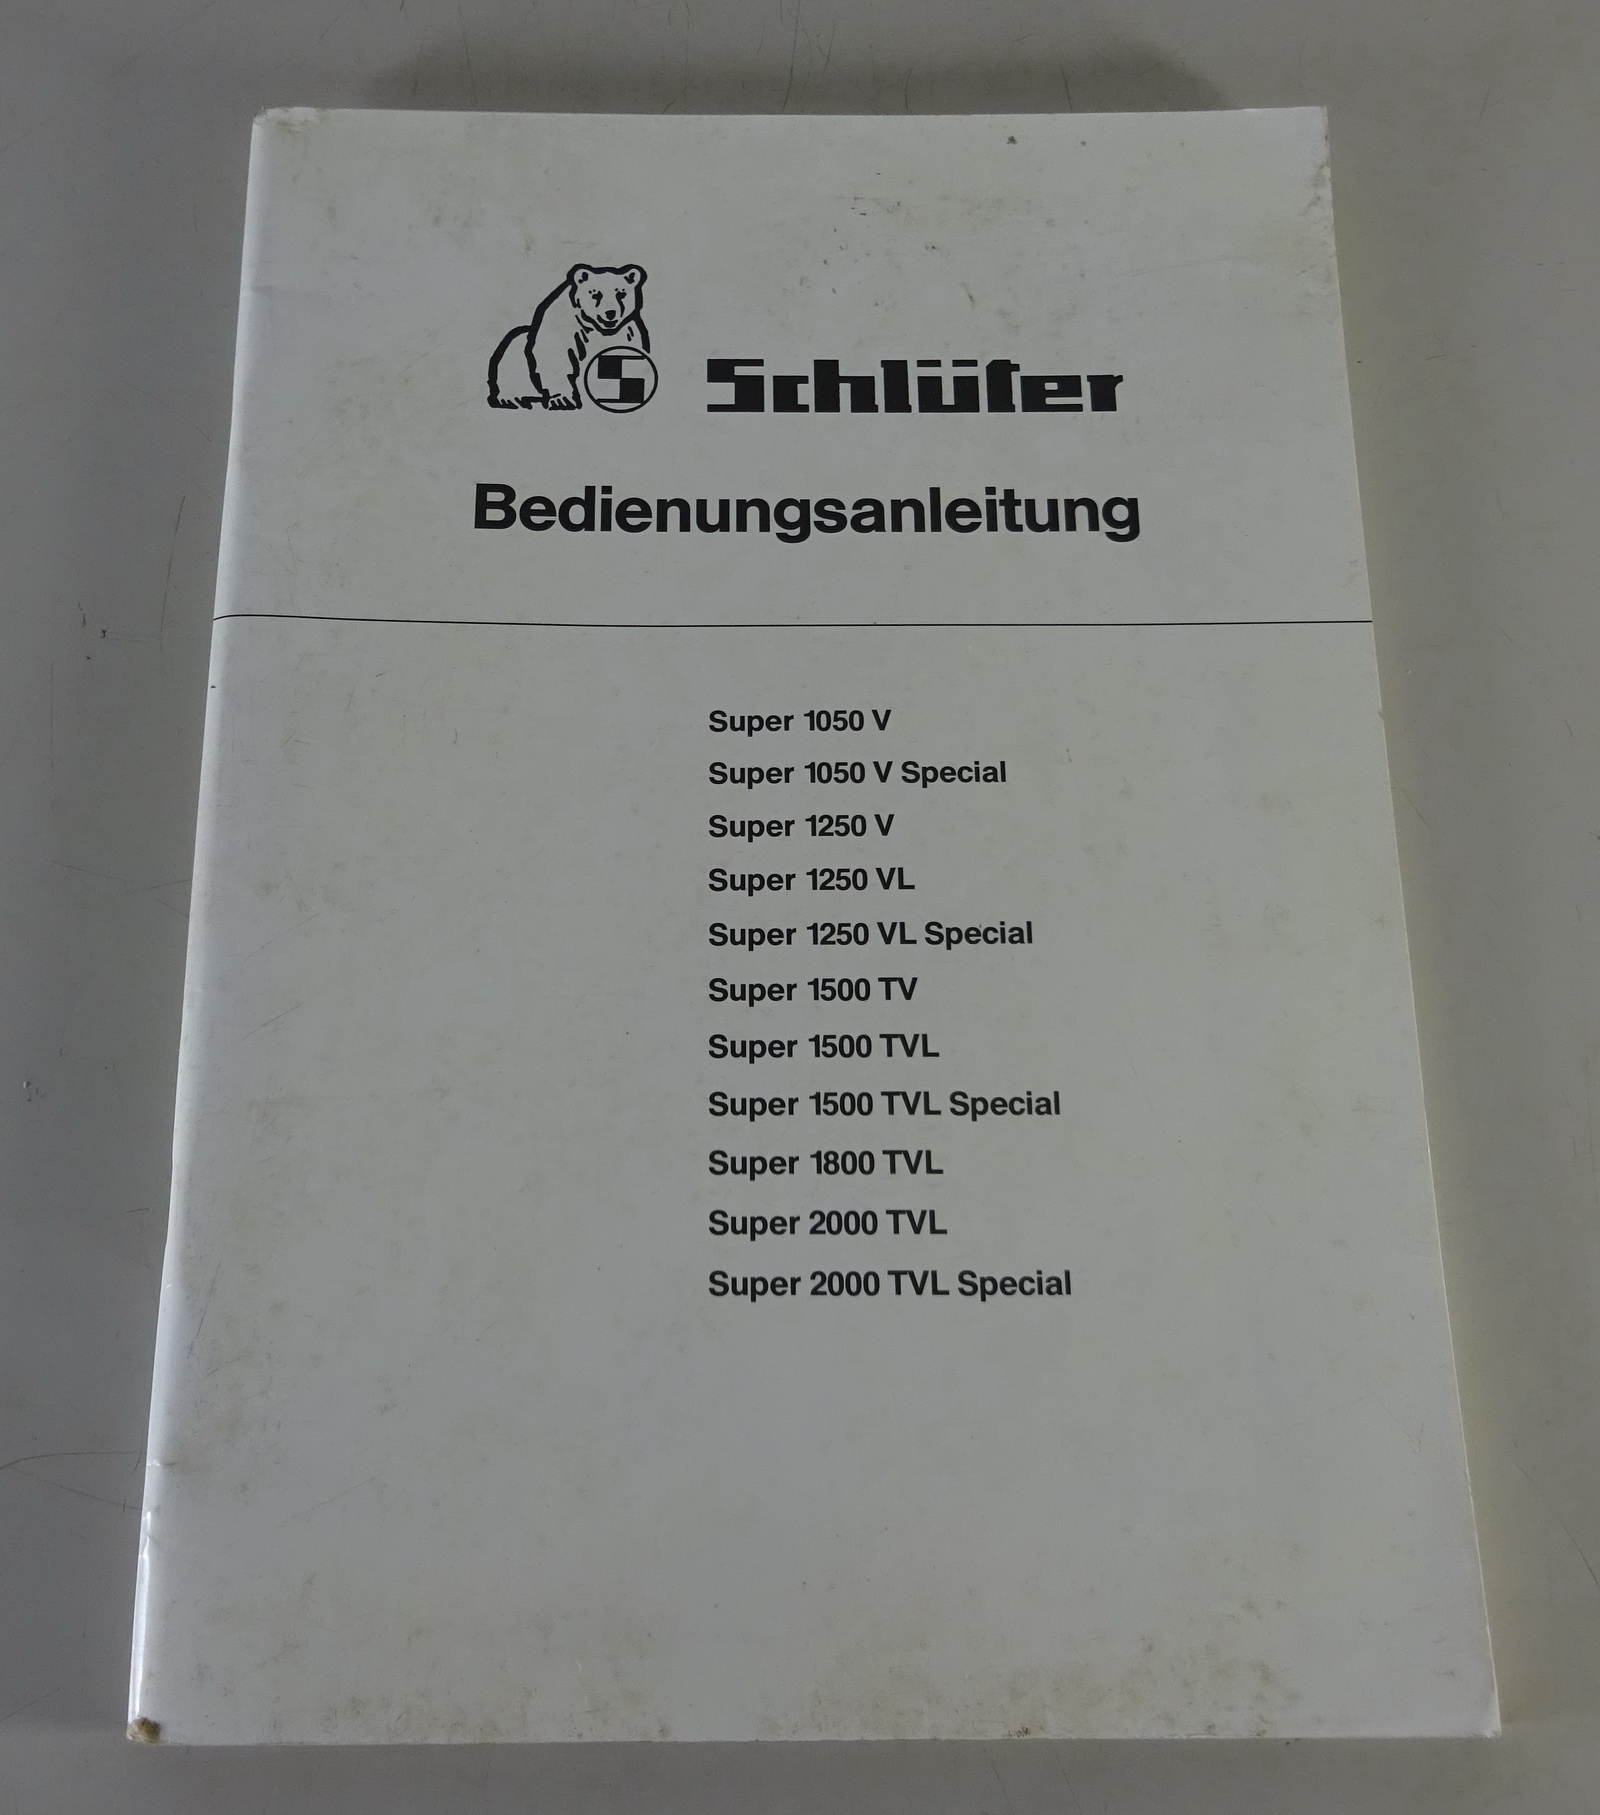 S Schlüter
Bedienungsanleitung
Super 1050 V
Super 1050 V Special
Super 1250 V
Super 1250 VL
Super 1250 VL Special
Super 1500 TV
Super 1500 TVL
Super 1500 TVL Special
Super 1800 TVL
Super 2000 TVL
Super 2000 TVL Special